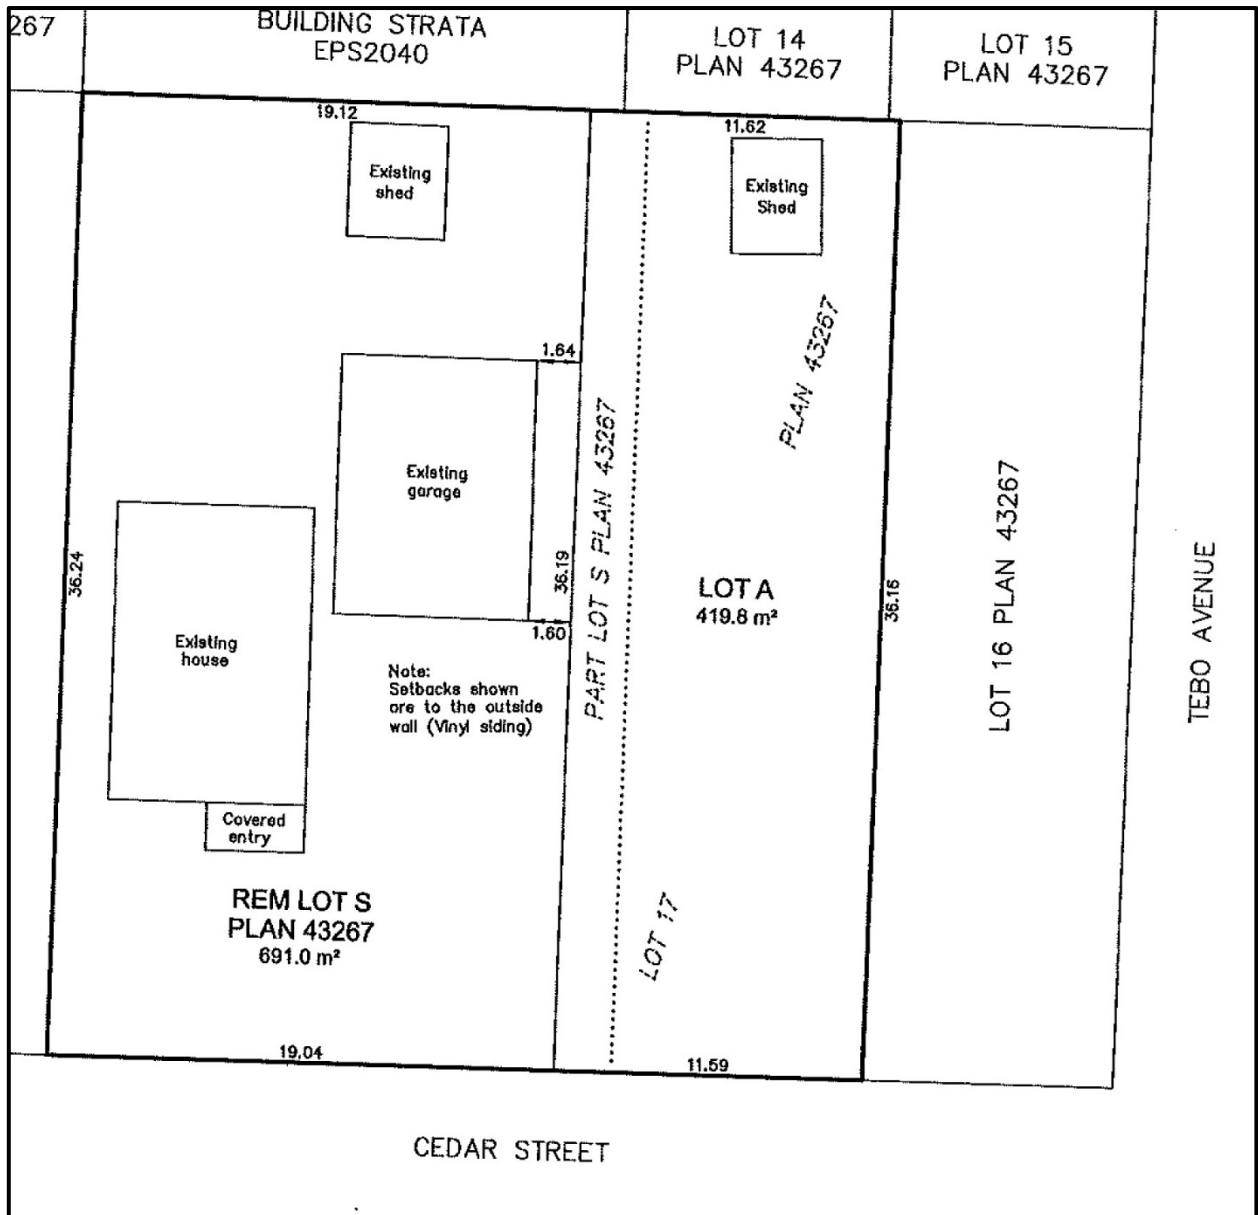 267
BUILDING STRATA
EPS2040
LOT 14
PLAN 43267
LOT 15
PLAN 43267
19.12
11.62
Existing
shed
Existing
Shed
1.64
PLAN 43267
Existing
garage
PART LOT S PLAN 43267
36.24
36.19
LOT A
419.8 m²
36.16
LOT 16 PLAN 43267
TEBO AVENUE
1.60
Existing
house
Note:
Setbacks shown
are to the outside
wall (Vinyl siding)
Covered
entry
REM LOT S
PLAN 43267
691.0 m²
LOT 17
19.04
11.59
CEDAR STREET